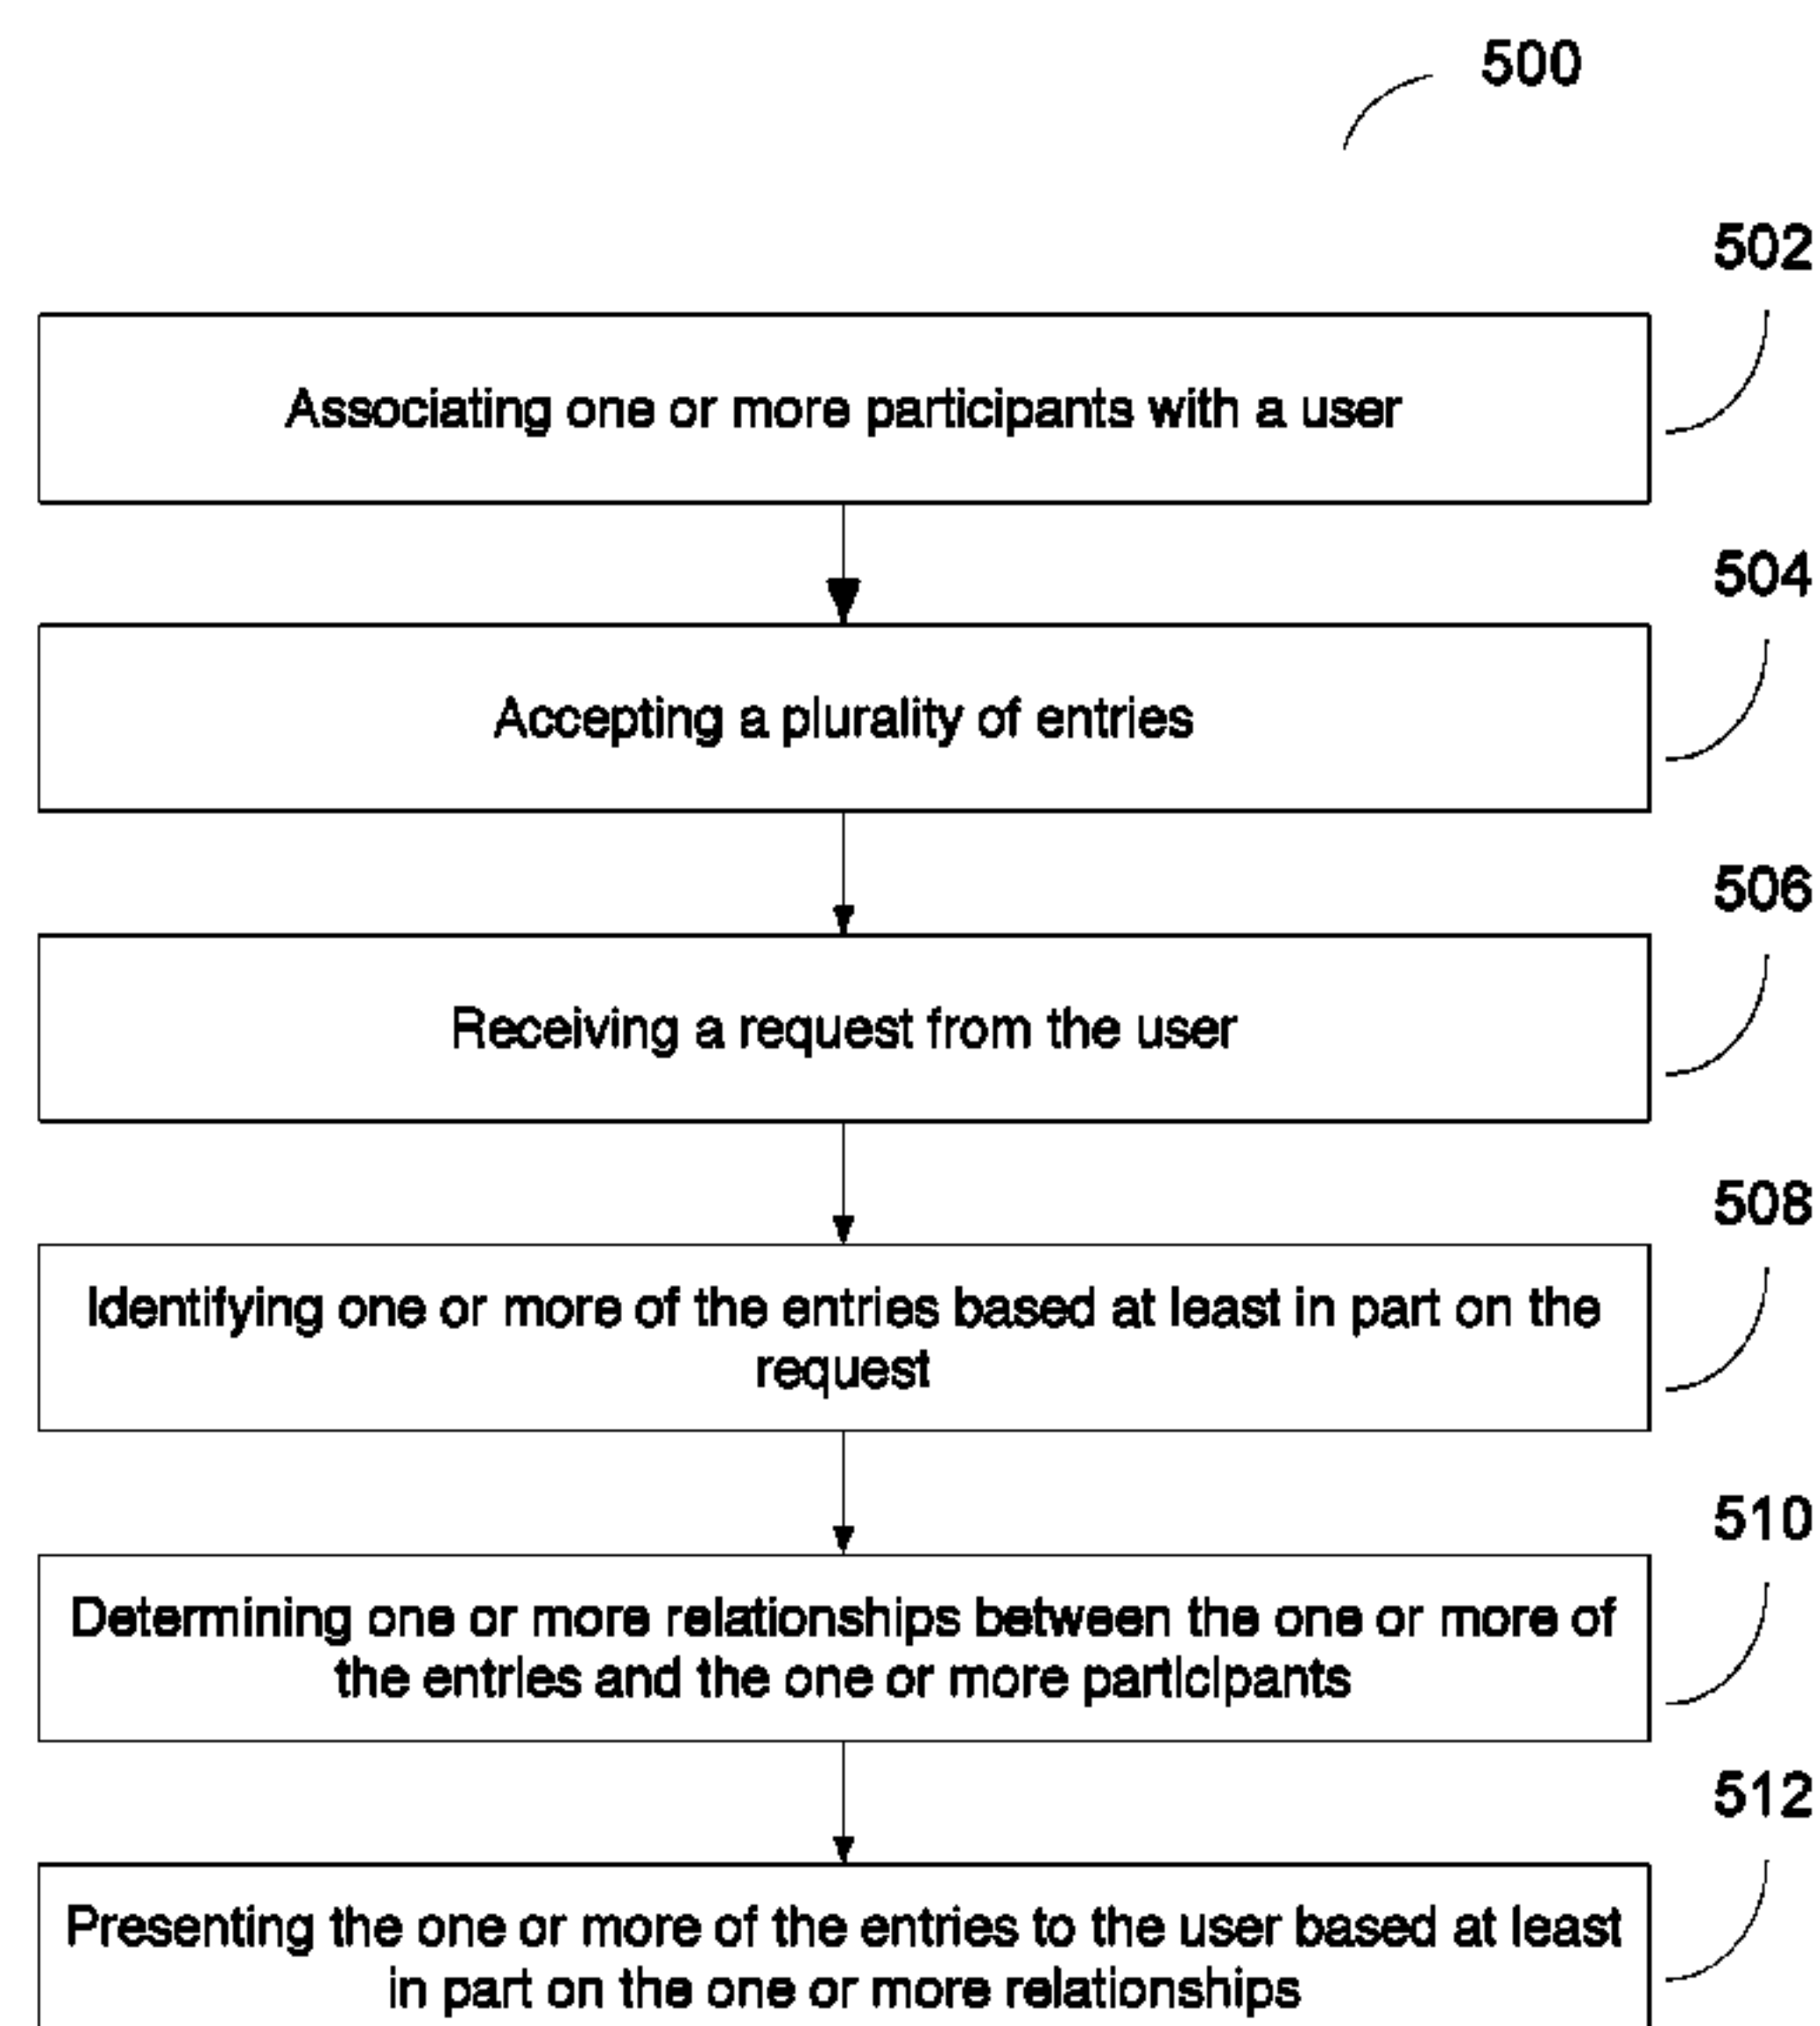 500
502
Associating one or more participants with a user
504
Accepting a plurality of entries
506
Receiving a request from the user
508
Identifying one or more of the entries based at least in part on the
request
510
Determining one or more relationships between the one or more of
the entries and the one or more participants
512
Presenting the one or more of the entries to the user based at least
in part on the one or more relationships